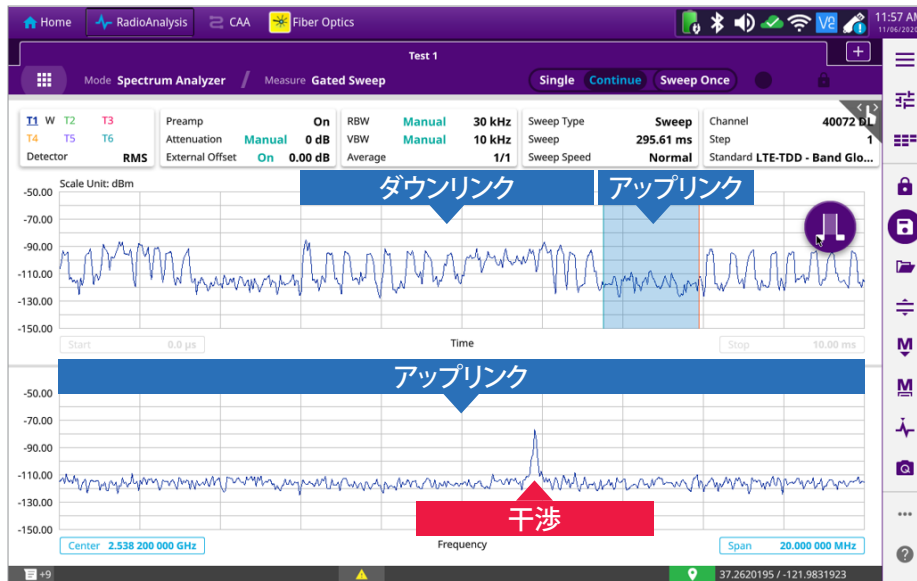 Home RadioAnalysis CAA Fiber Optics 11:57 AM
11/06/2020
Test 1
Mode Spectrum Analyzer / Measure Gated Sweep Single Continue Sweep Once
T1 W T2 T3 Preamp On RBW Manual 30 kHz Sweep Type Sweep Channel 40072 DL
T4 T5 T6 Attenuation Manual 0 dB VBW Manual 10 kHz Sweep 295.61 ms Step 1
Detector RMS External Offset On 0.00 dB Average 1/1 Sweep Speed Normal Standard LTE-TDD - Band Glo...
Scale Unit: dBm
ダウンリンク アップリンク
-50.00
-70.00
-90.00
-110.00
-130.00
-150.00
Start 0.0 µs Time Stop 10.00 ms
アップリンク
-50.00
-70.00
-90.00
-110.00
-130.00
-150.00
干渉
Center 2.538 200 000 GHz Frequency Span 20.000 000 MHz
+9 37.2620195 / -121.9831923